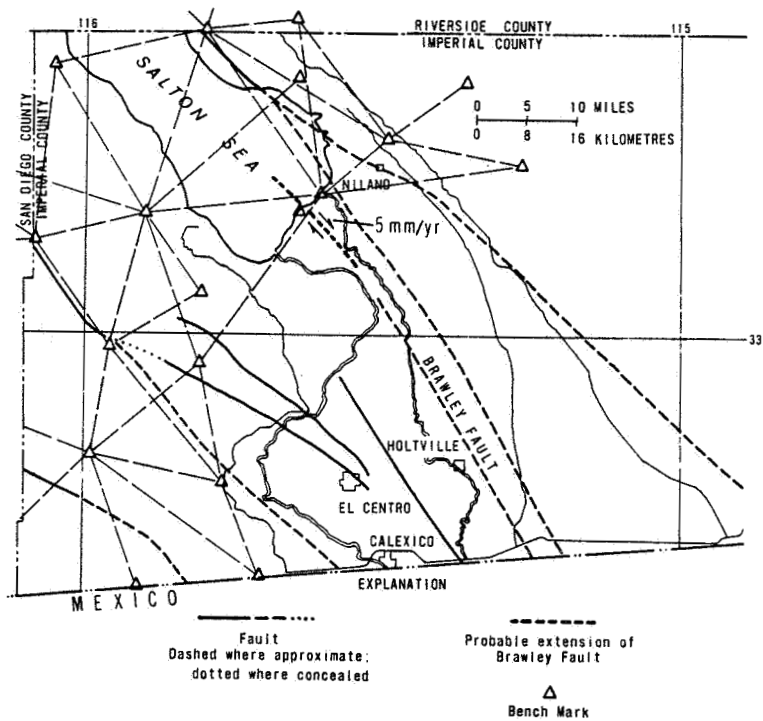 116
RIVERSIDE COUNTY
IMPERIAL COUNTY
115
SALTON SEA
SAN DIEGO COUNTY
IMPERIAL COUNTY
0 5 10 MILES
0 8 16 KILOMETRES
NILAND
5 mm/yr
33
BRAWLEY FAULT
HOLTVILLE
EL CENTRO
CALEXICO
MEXICO
EXPLANATION
Fault
Dashed where approximate;
dotted where concealed
Probable extension of
Brawley Fault
Bench Mark